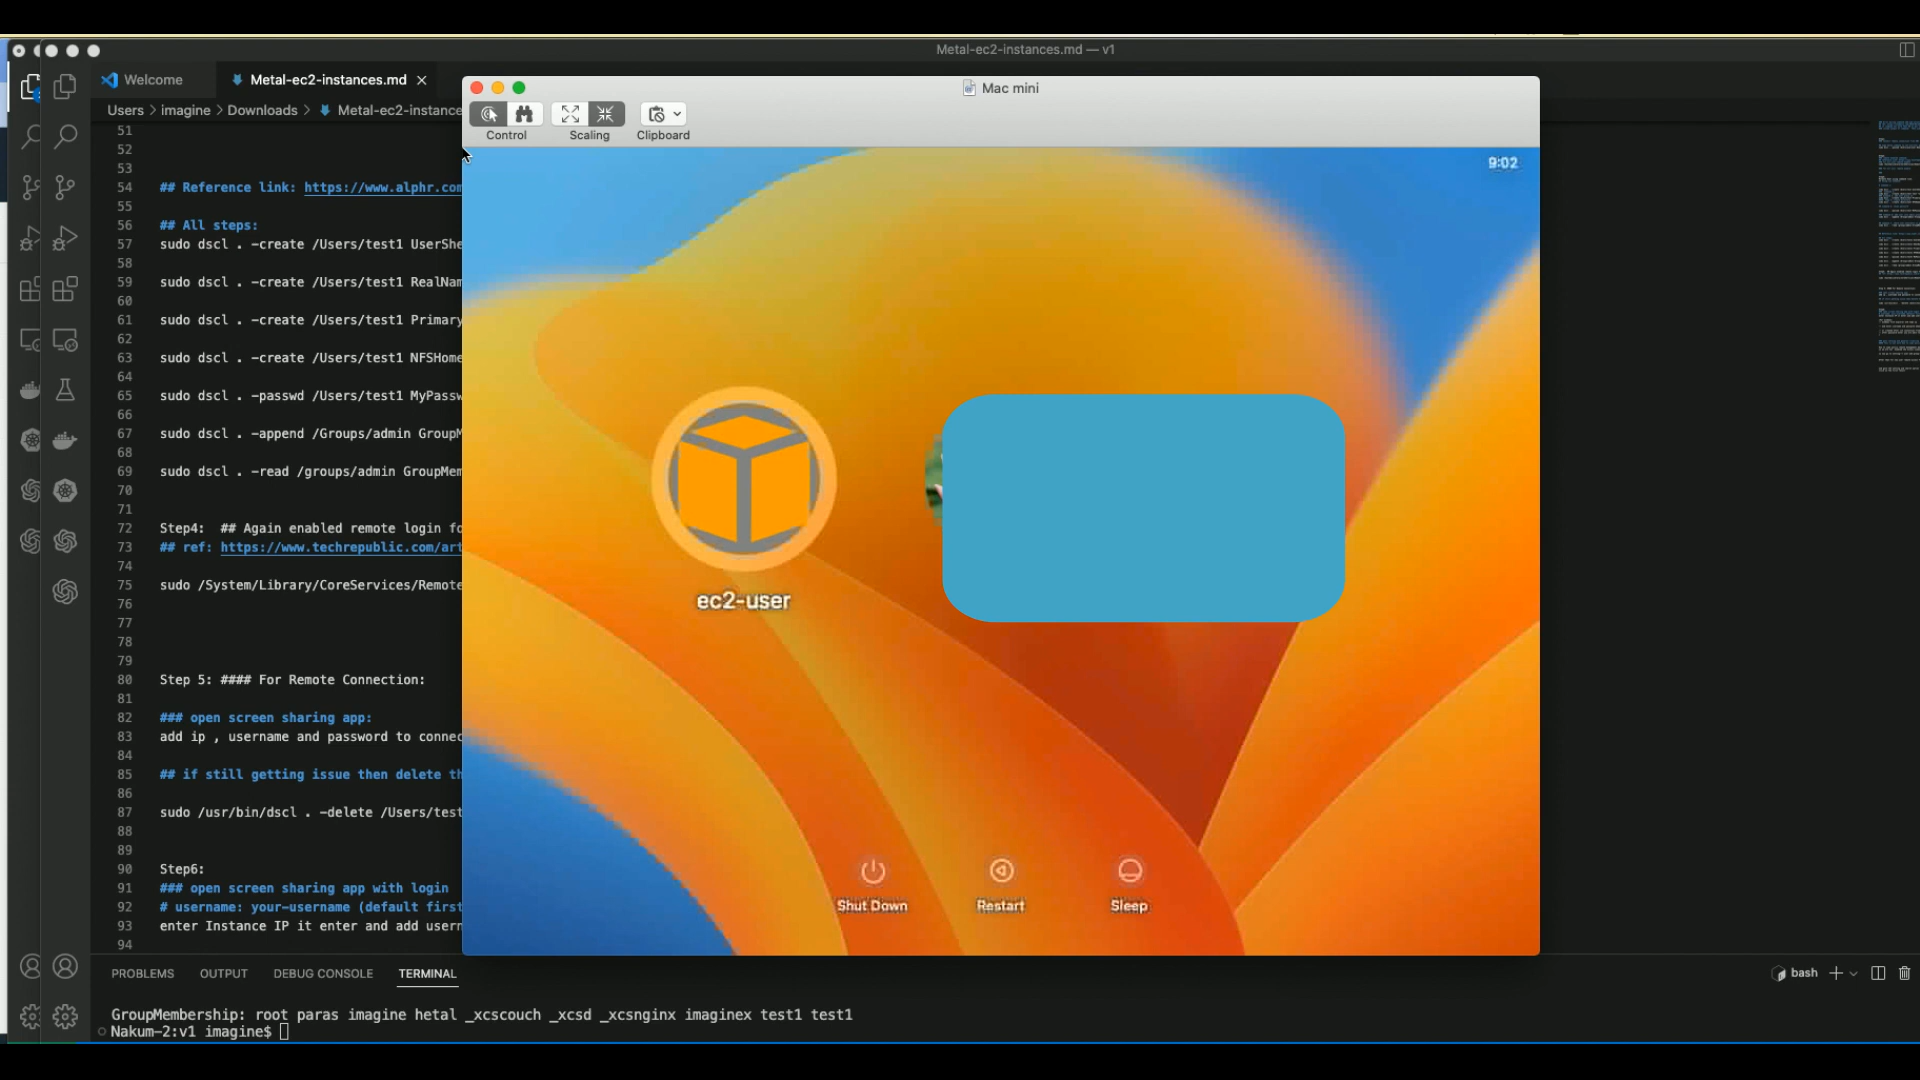 Metal-ec2-instances.md — v1
Welcome
Metal-ec2-instances.md
Users > imagine > Downloads > Metal-ec2-instance
Mac mini
Control
Scaling
Clipboard
9:02
51
52
53
54 ## Reference link: https://www.alphr.com
55
56 ## All steps:
57 sudo dscl . -create /Users/test1 UserShe
58
59 sudo dscl . -create /Users/test1 RealNam
60
61 sudo dscl . -create /Users/test1 Primary
62
63 sudo dscl . -create /Users/test1 NFSHome
64
65 sudo dscl . -passwd /Users/test1 MyPassw
66
67 sudo dscl . -append /Groups/admin GroupM
68
69 sudo dscl . -read /groups/admin GroupMem
70
71
72 Step4:  ## Again enabled remote login fo
73 ## ref: https://www.techrepublic.com/art
74
75 sudo /System/Library/CoreServices/Remote
76
77
78
79
80 Step 5: #### For Remote Connection:
81
82 ### open screen sharing app:
83 add ip , username and password to connec
84
85 ## if still getting issue then delete th
86
87 sudo /usr/bin/dscl . -delete /Users/test
88
89
90 Step6:
91 ### open screen sharing app with login
92 # username: your-username (default first
93 enter Instance IP it enter and add usern
94
ec2-user
Shut Down
Restart
Sleep
PROBLEMS
OUTPUT
DEBUG CONSOLE
TERMINAL
bash
GroupMembership: root paras imagine hetal _xcscouch _xcsd _xcsnginx imaginex test1 test1
Nakum-2:v1 imagine$